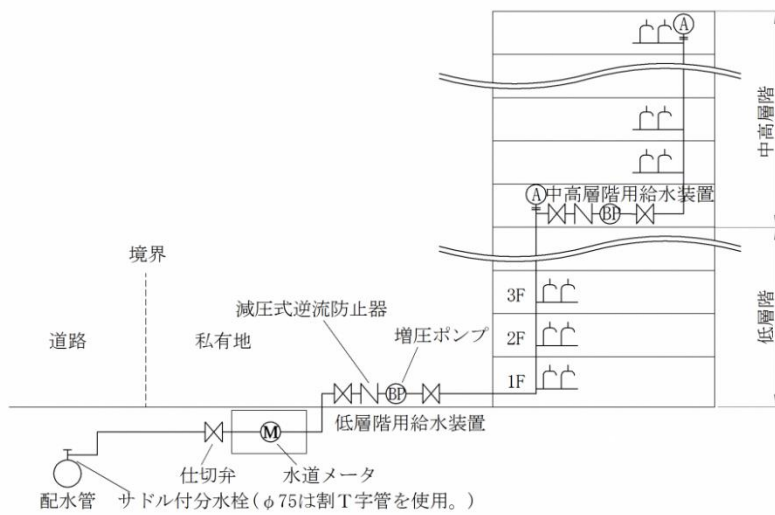 Ⓐ
中高層階
Ⓐ中高層階用給水装置
BP
境界
減圧式逆流防止器
3F
道路
私有地
増圧ポンプ
2F
低層階
BP
1F
低層階用給水装置
M
仕切弁
水道メータ
配水管
サドル付分水栓(φ75は割T字管を使用。)